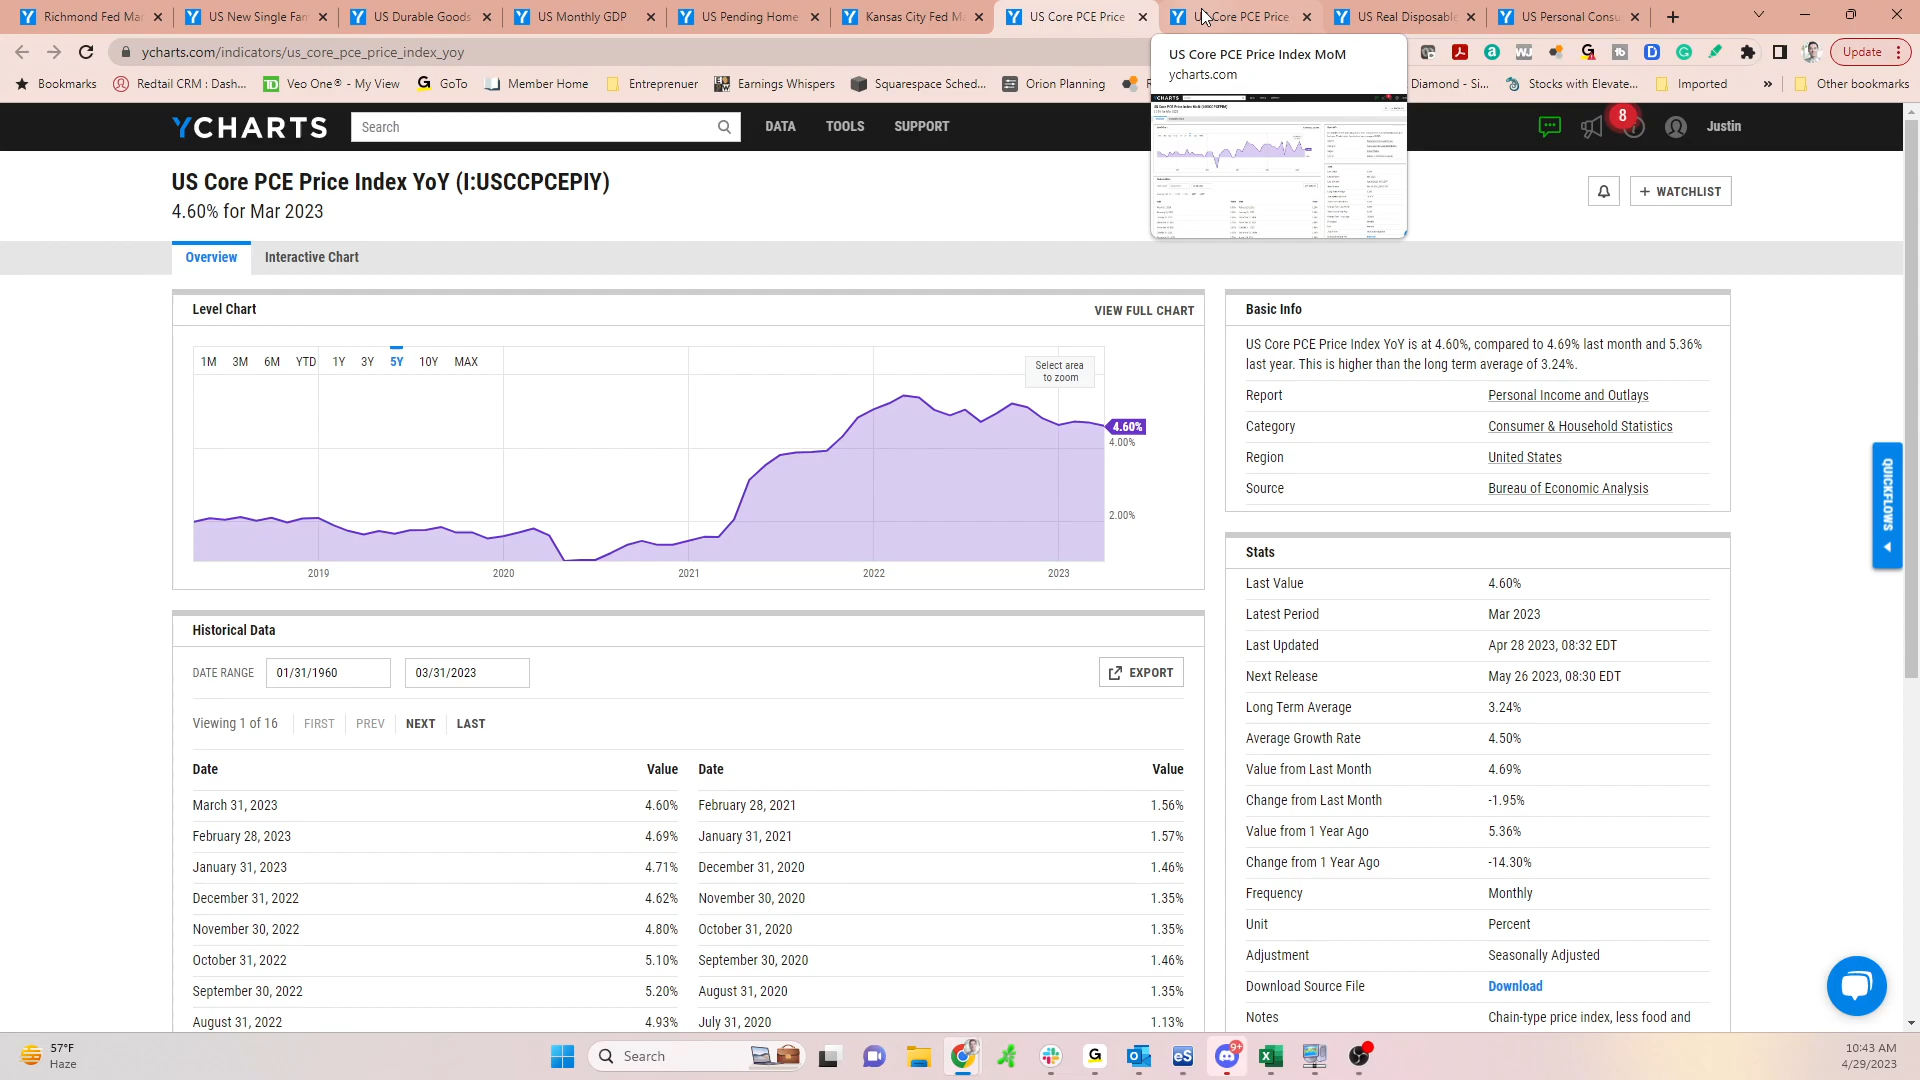 Richmond Fed Mar
US New Single Fam
US Durable Goods
US Monthly GDP
US Pending Home
Kansas City Fed M
US Core PCE Price
US Core PCE Price
US Real Disposable
US Personal Consu
ycharts.com/indicators/us_core_pce_price_index_yoy
Update
Bookmarks
Redtail CRM : Dash...
Veo One® - My View
GoTo
Member Home
Entreprenuer
Earnings Whispers
Squarespace Sched...
Orion Planning
Diamond - Si...
Stocks with Elevate...
Imported
»
Other bookmarks
US Core PCE Price Index MoM
ycharts.com
YCHARTS
Search
DATA
TOOLS
SUPPORT
8
Justin
US Core PCE Price Index YoY (I:USCCPCEPIY)
4.60% for Mar 2023
+ WATCHLIST
Overview
Interactive Chart
Level Chart
VIEW FULL CHART
1M 3M 6M YTD 1Y 3Y 5Y 10Y MAX
Select area
to zoom
4.60%
4.00%
2.00%
2019 2020 2021 2022 2023
Basic Info
US Core PCE Price Index YoY is at 4.60%, compared to 4.69% last month and 5.36%
last year. This is higher than the long term average of 3.24%.
Report Personal Income and Outlays
Category Consumer & Household Statistics
Region United States
Source Bureau of Economic Analysis
QUICKFLOWS
Historical Data
DATE RANGE 01/31/1960 03/31/2023
EXPORT
Viewing 1 of 16 FIRST PREV NEXT LAST
Date Value Date Value
March 31, 2023 4.60% February 28, 2021 1.56%
February 28, 2023 4.69% January 31, 2021 1.57%
January 31, 2023 4.71% December 31, 2020 1.46%
December 31, 2022 4.62% November 30, 2020 1.35%
November 30, 2022 4.80% October 31, 2020 1.35%
October 31, 2022 5.10% September 30, 2020 1.46%
September 30, 2022 5.20% August 31, 2020 1.35%
August 31, 2022 4.93% July 31, 2020 1.13%
Stats
Last Value 4.60%
Latest Period Mar 2023
Last Updated Apr 28 2023, 08:32 EDT
Next Release May 26 2023, 08:30 EDT
Long Term Average 3.24%
Average Growth Rate 4.50%
Value from Last Month 4.69%
Change from Last Month -1.95%
Value from 1 Year Ago 5.36%
Change from 1 Year Ago -14.30%
Frequency Monthly
Unit Percent
Adjustment Seasonally Adjusted
Download Source File Download
Notes Chain-type price index, less food and
57°F
Haze
Search
9+
10:43 AM
4/29/2023